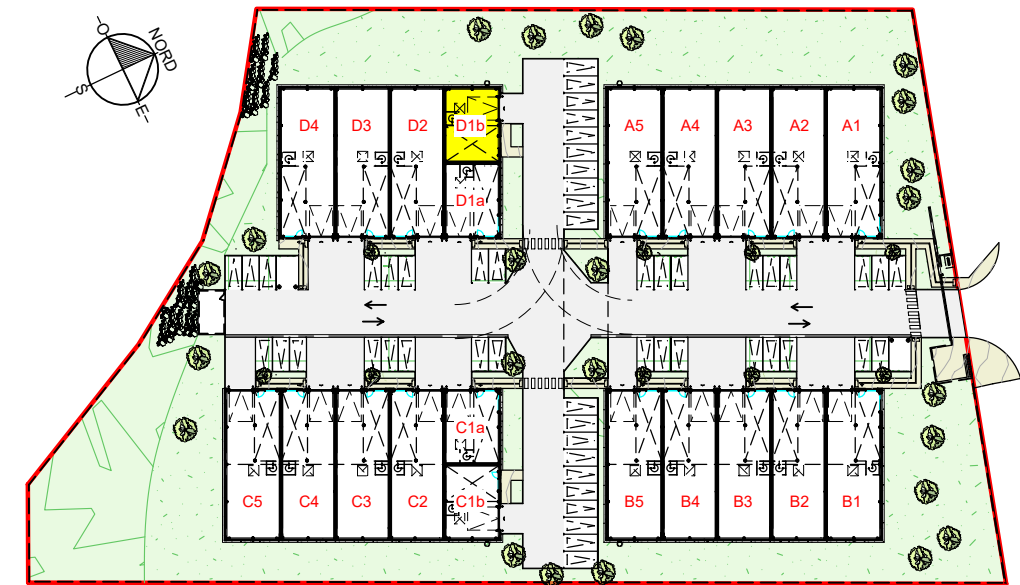 O
NORD
S
E
D4 D3 D2 D1b A5 A4 A3 A2 A1
D1a
C1a
C5 C4 C3 C2 C1b B5 B4 B3 B2 B1